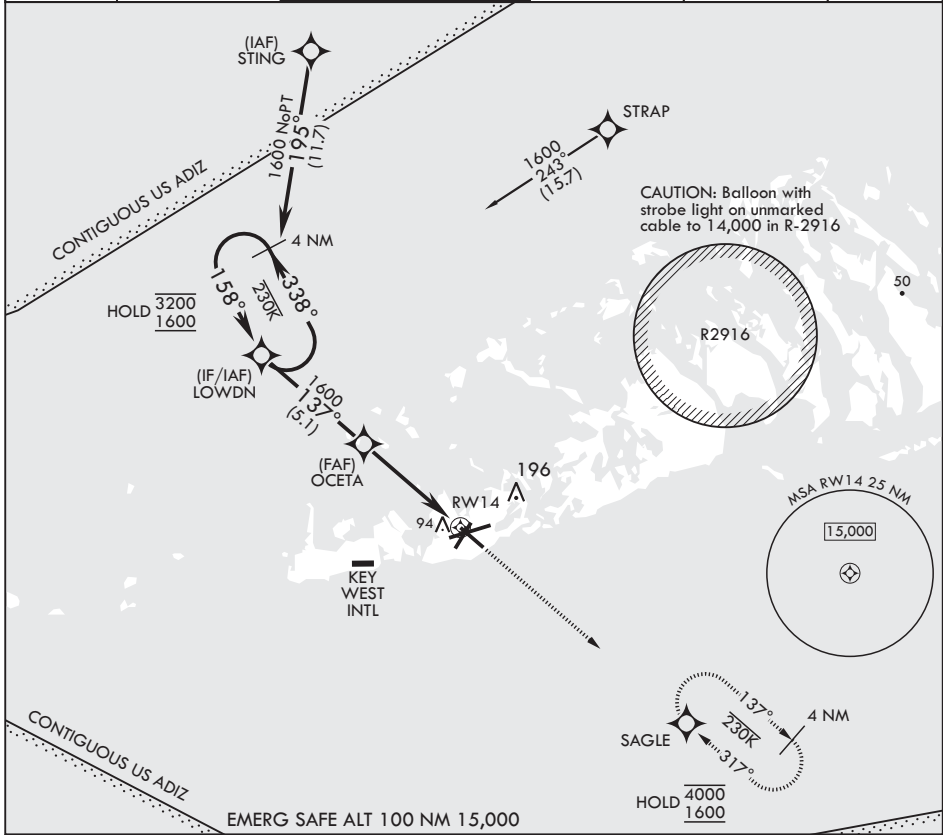 (IAF)
STING
1600 NoPT
195°
(11.7)
STRAP
1600
243°
(15.7)
CONTIGUOUS US ADIZ
CAUTION: Balloon with
strobe light on unmarked
cable to 14,000 in R-2916
4 NM
158°
230K
338°
HOLD 3200
1600
50
R2916
(IF/IAF)
LOWDN
1600
137°
(5.1)
(FAF)
OCETA
196
RW14
94
MSA RW14 25 NM
15,000
KEY
WEST
INTL
137°
4 NM
230K
SAGLE
317°
CONTIGUOUS US ADIZ
HOLD 4000
1600
EMERG SAFE ALT 100 NM 15,000